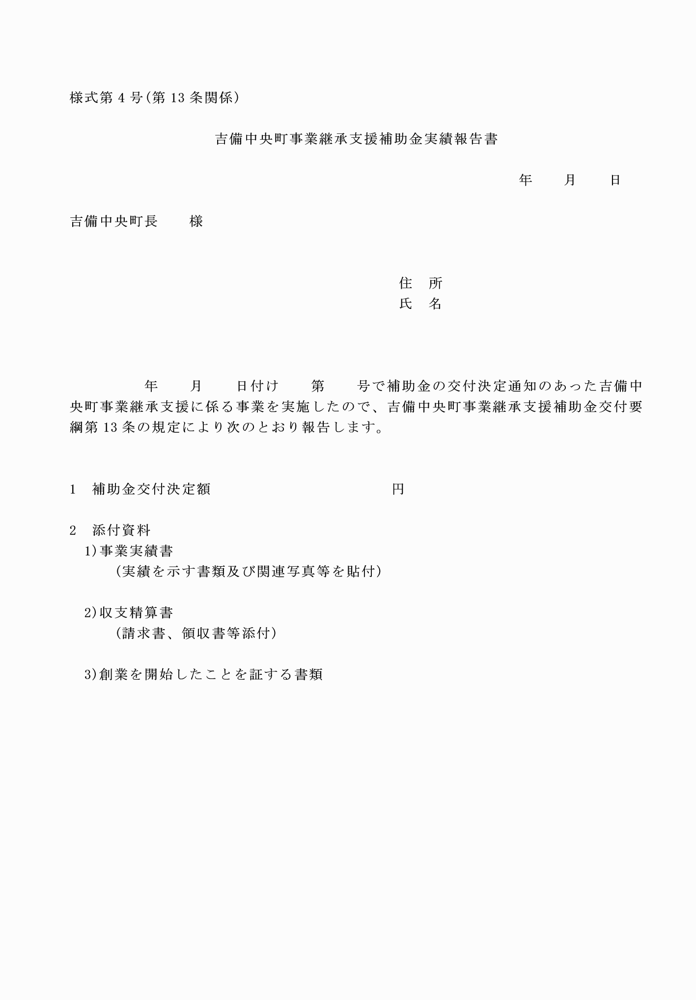 様式第 4 号(第 13 条関係)
吉備中央町事業継承支援補助金実績報告書
年　　月　　日
吉備中央町長　　様
住　所
氏　名
年　　月　　日付け　　第　　号で補助金の交付決定通知のあった吉備中
央町事業継承支援に係る事業を実施したので、吉備中央町事業継承支援補助金交付要
綱第 13 条の規定により次のとおり報告します。
1　補助金交付決定額　　　　　　　　　　　　円
2　添付資料
1)事業実績書
(実績を示す書類及び関連写真等を貼付)
2)収支精算書
(請求書、領収書等添付)
3)創業を開始したことを証する書類